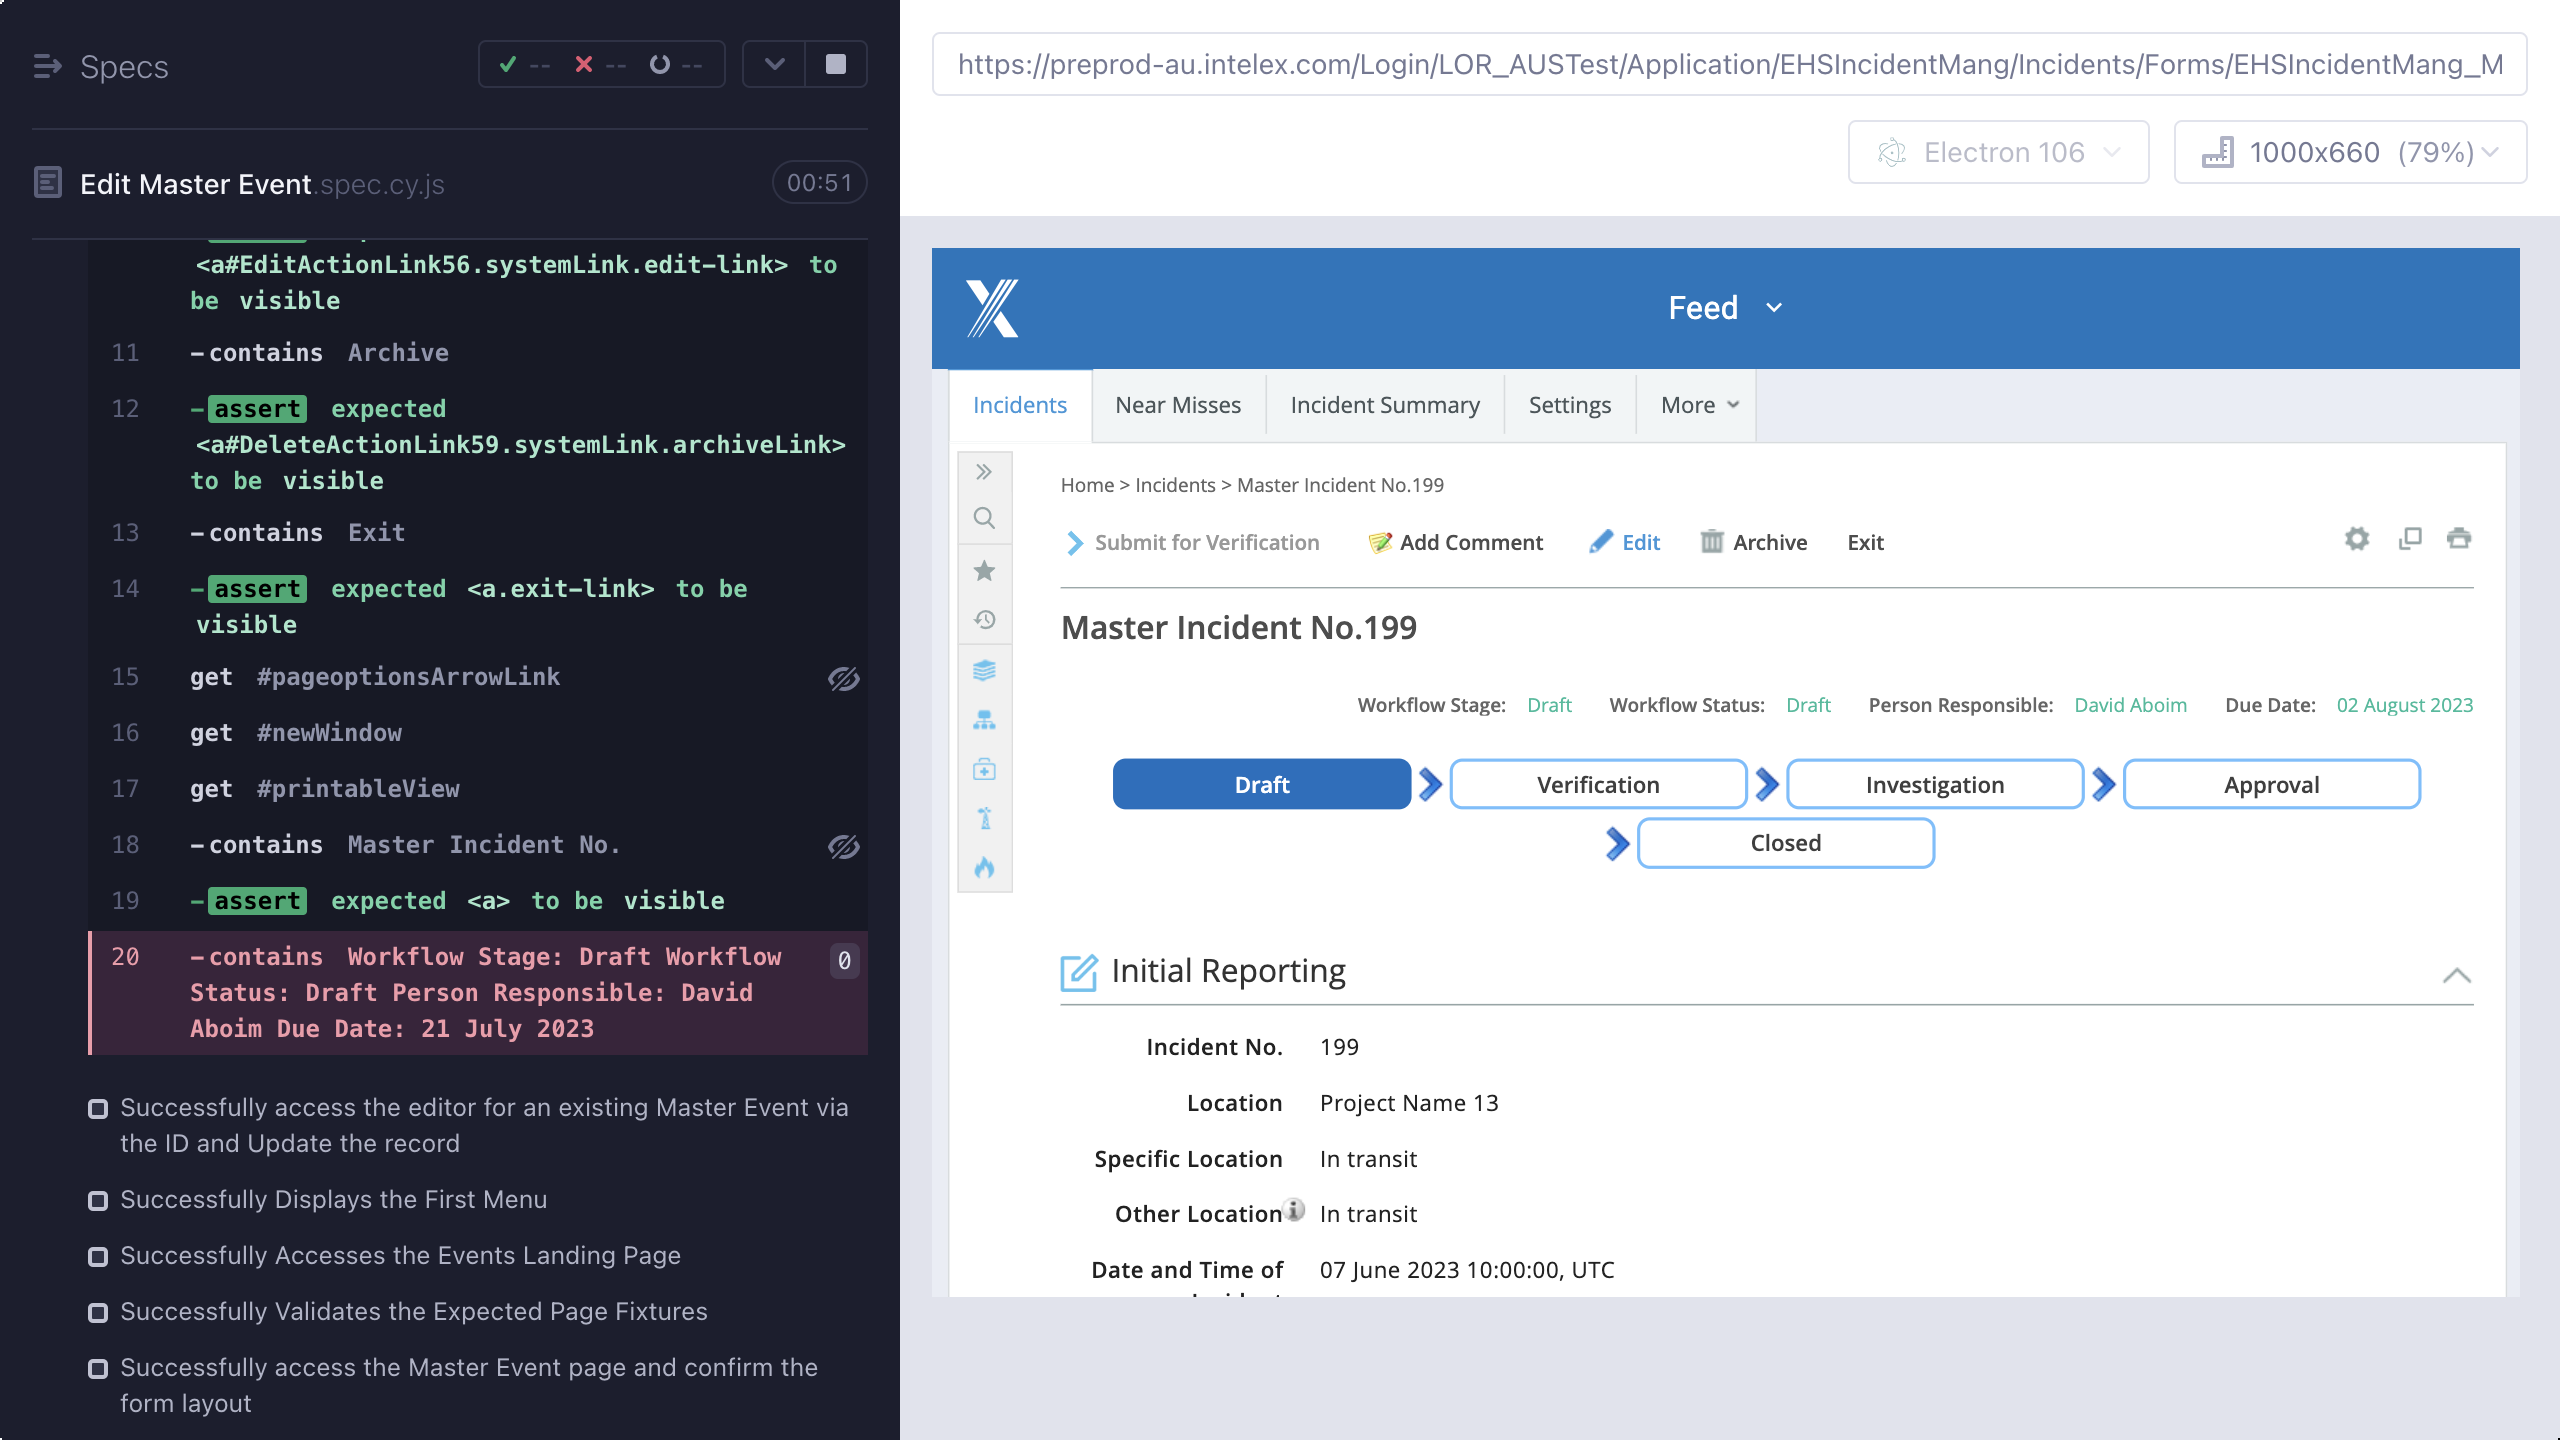 Specs
-- -- --
Edit Master Event.spec.cy.js
00:51
<a#EditActionLink56.systemLink.edit-link> to
be visible
11 -contains Archive
12 -assert expected
<a#DeleteActionLink59.systemLink.archiveLink>
to be visible
13 -contains Exit
14 -assert expected <a.exit-link> to be
visible
15 get #pageoptionsArrowLink
16 get #newWindow
17 get #printableView
18 -contains Master Incident No.
19 -assert expected <a> to be visible
20 -contains Workflow Stage: Draft Workflow 0
Status: Draft Person Responsible: David
Aboim Due Date: 21 July 2023
Successfully access the editor for an existing Master Event via
the ID and Update the record
Successfully Displays the First Menu
Successfully Accesses the Events Landing Page
Successfully Validates the Expected Page Fixtures
Successfully access the Master Event page and confirm the
form layout
https://preprod-au.intelex.com/Login/LOR_AUSTest/Application/EHSIncidentMang/Incidents/Forms/EHSIncidentMang_M
Electron 106
1000x660 (79%)
Feed
Incidents Near Misses Incident Summary Settings More
Home > Incidents > Master Incident No.199
Submit for Verification Add Comment Edit Archive Exit
Master Incident No.199
Workflow Stage: Draft Workflow Status: Draft Person Responsible: David Aboim Due Date: 02 August 2023
Draft Verification Investigation Approval
Closed
Initial Reporting
Incident No. 199
Location Project Name 13
Specific Location In transit
Other Location In transit
Date and Time of 07 June 2023 10:00:00, UTC